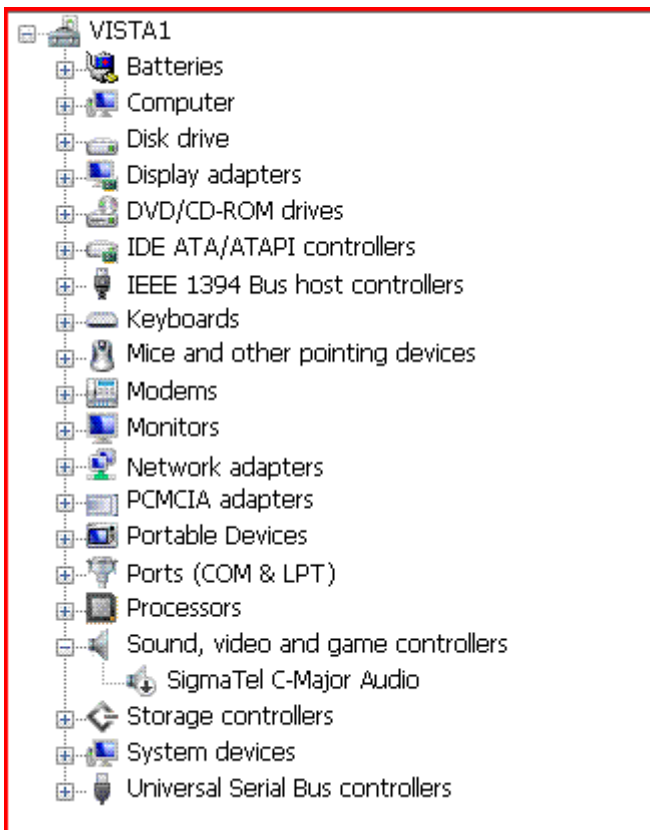 VISTA1
Batteries
Computer
Disk drive
Display adapters
DVD/CD-ROM drives
IDE ATA/ATAPI controllers
IEEE 1394 Bus host controllers
Keyboards
Mice and other pointing devices
Modems
Monitors
Network adapters
PCMCIA adapters
Portable Devices
Ports (COM & LPT)
Processors
Sound, video and game controllers
SigmaTel C-Major Audio
Storage controllers
System devices
Universal Serial Bus controllers